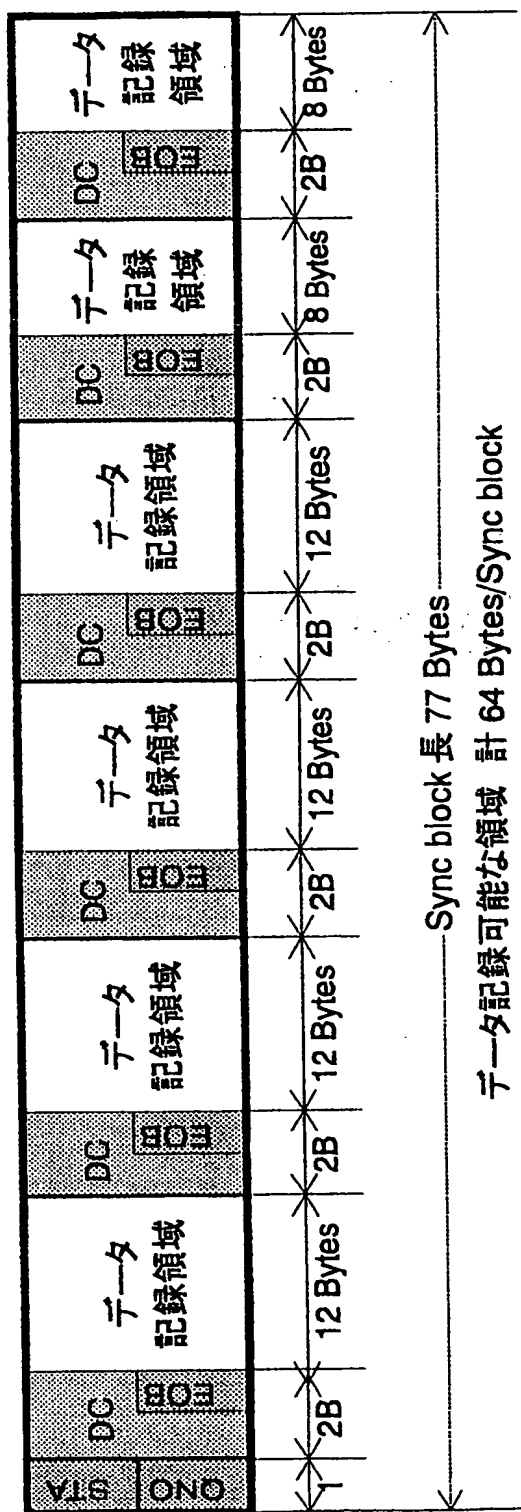 STA
QNO
DC
EOB
データ
記録領域
DC
EOB
データ
記録領域
DC
EOB
データ
記録領域
DC
EOB
データ
記録領域
DC
EOB
データ
記録
領域
DC
EOB
データ
記録
領域
1
2B
12 Bytes
2B
12 Bytes
2B
12 Bytes
2B
12 Bytes
2B
8 Bytes
2B
8 Bytes
Sync block 長 77 Bytes
データ記録可能な領域 計 64 Bytes/Sync block